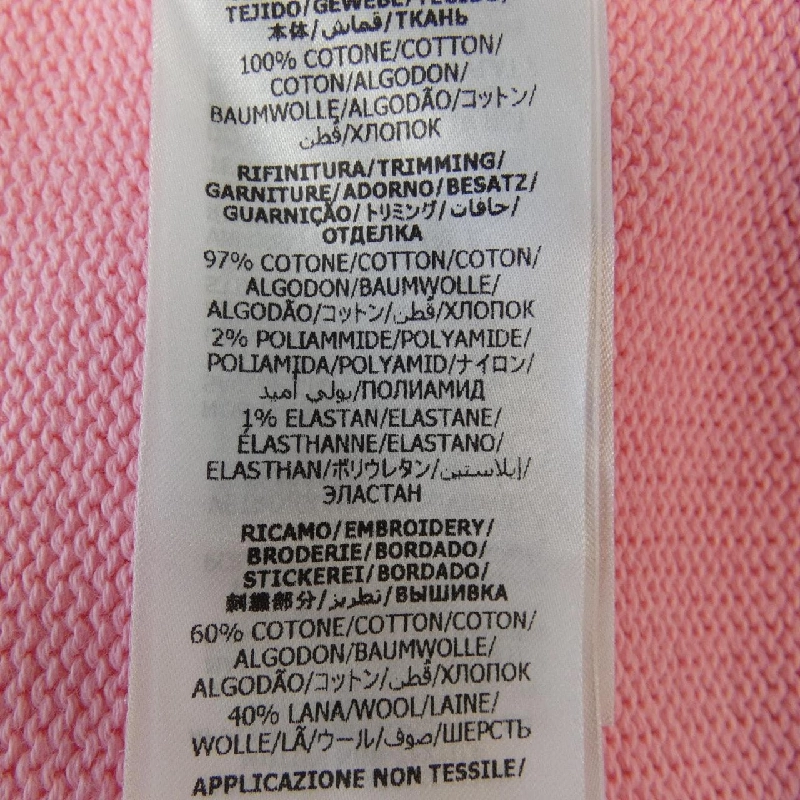 TEJIDO/GEWEBE/TECIDO/
本体/قماش/ТКАНЬ
100% COTONE/COTTON/
COTON/ALGODON/
BAUMWOLLE/ALGODÃO/コットン/
قطن/ХЛОПОК
RIFINITURA/TRIMMING/
GARNITURE/ADORNO/BESATZ/
GUARNIÇÃO/トリミング/حافات/
ОТДЕЛКА
97% COTONE/COTTON/COTON/
ALGODON/BAUMWOLLE/
ALGODÃO/コットン/قطن/ХЛОПОК
2% POLIAMMIDE/POLYAMIDE/
POLIAMIDA/POLYAMID/ナイロン/
بولي أميد/ПОЛИАМИД
1% ELASTAN/ELASTANE/
ÉLASTHANNE/ELASTANO/
ELASTHAN/ポリウレタン/إيلاستين/
ЭЛАСТАН
RICAMO/EMBROIDERY/
BRODERIE/BORDADO/
STICKEREI/BORDADO/
刺繍部分/تطريز/ВЫШИВКА
60% COTONE/COTTON/COTON/
ALGODON/BAUMWOLLE/
ALGODÃO/コットン/قطن/ХЛОПОК
40% LANA/WOOL/LAINE/
WOLLE/LÃ/ウール/صوف/ШЕРСТЬ
APPLICAZIONE NON TESSILE/